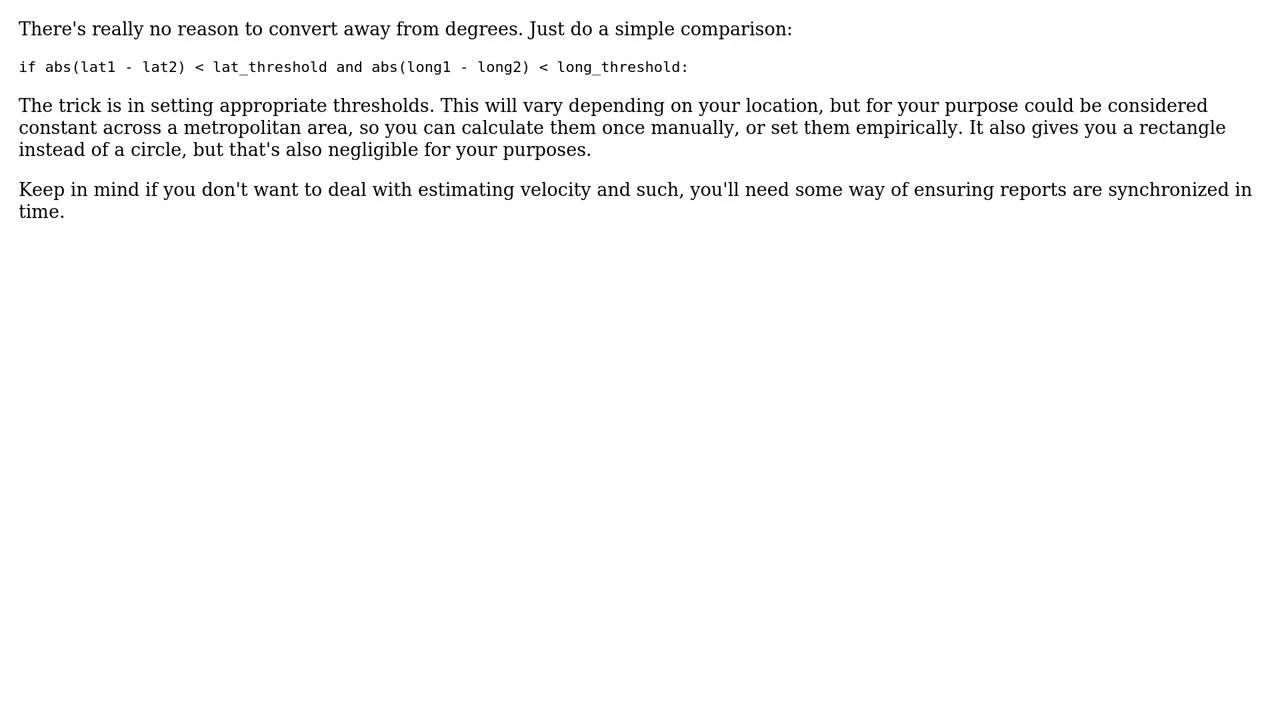 There's really no reason to convert away from degrees. Just do a simple comparison:
if abs(lat1 - lat2) < lat_threshold and abs(long1 - long2) < long_threshold:
The trick is in setting appropriate thresholds. This will vary depending on your location, but for your purpose could be considered
constant across a metropolitan area, so you can calculate them once manually, or set them empirically. It also gives you a rectangle
instead of a circle, but that's also negligible for your purposes.
Keep in mind if you don't want to deal with estimating velocity and such, you'll need some way of ensuring reports are synchronized in
time.